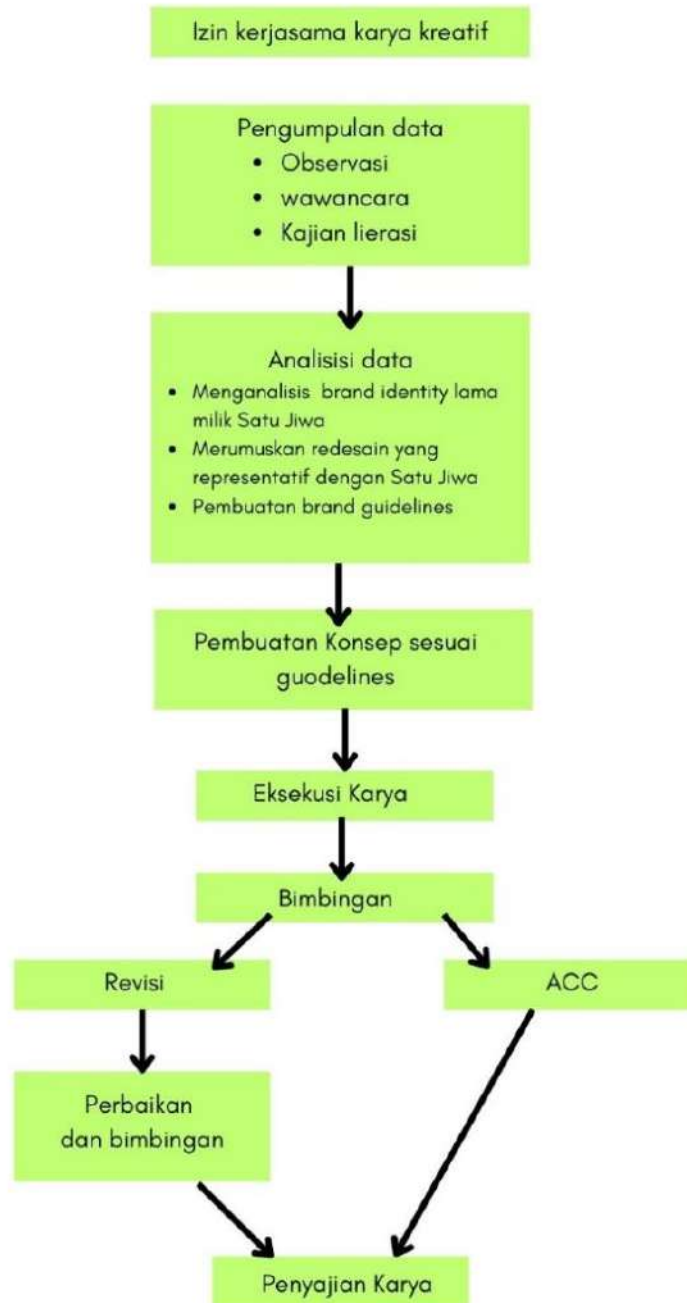 Izin kerjasama karya kreatif
Pengumpulan data
• Observasi
• wawancara
• Kajian lierasi
Analisisi data
• Menganalisis brand identity lama
milik Satu Jiwa
• Merumuskan redesain yang
representatif dengan Satu Jiwa
• Pembuatan brand guidelines
Pembuatan Konsep sesuai
guodelines
Eksekusi Karya
Bimbingan
Revisi
ACC
Perbaikan
dan bimbingan
Penyajian Karya